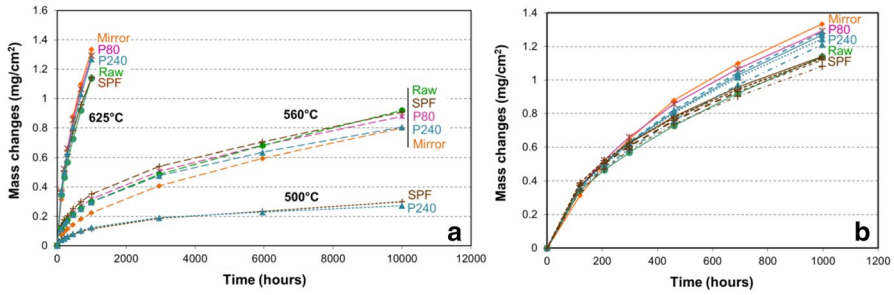 1.6
1.4
1.2
1
0.8
0.6
0.4
0.2
0
Mass changes (mg/cm²)
Mirror
P80
P240
Raw
SPF
625°C
560°C
Raw
SPF
P80
P240
Mirror
500°C
SPF
P240
a
0
2000
4000
6000
8000
10000
12000
Time (hours)
1.4
1.2
1
0.8
0.6
0.4
0.2
0
Mass changes (mg/cm²)
Mirror
P80
P240
Raw
SPF
b
0
200
400
600
800
1000
1200
Time (hours)